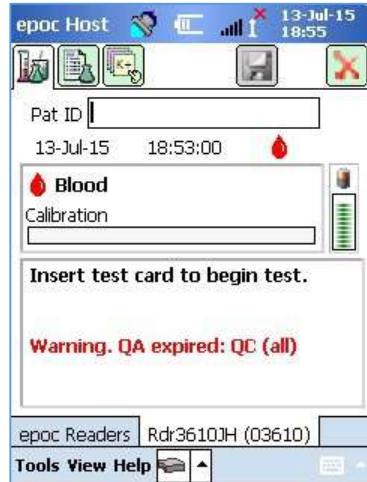 epoc Host 13-Jul-15
18:55
K+
Pat ID
13-Jul-15 18:53:00
Blood
Calibration
Insert test card to begin test.
Warning. QA expired: QC (all)
epoc Readers Rdr3610JH (03610)
Tools View Help